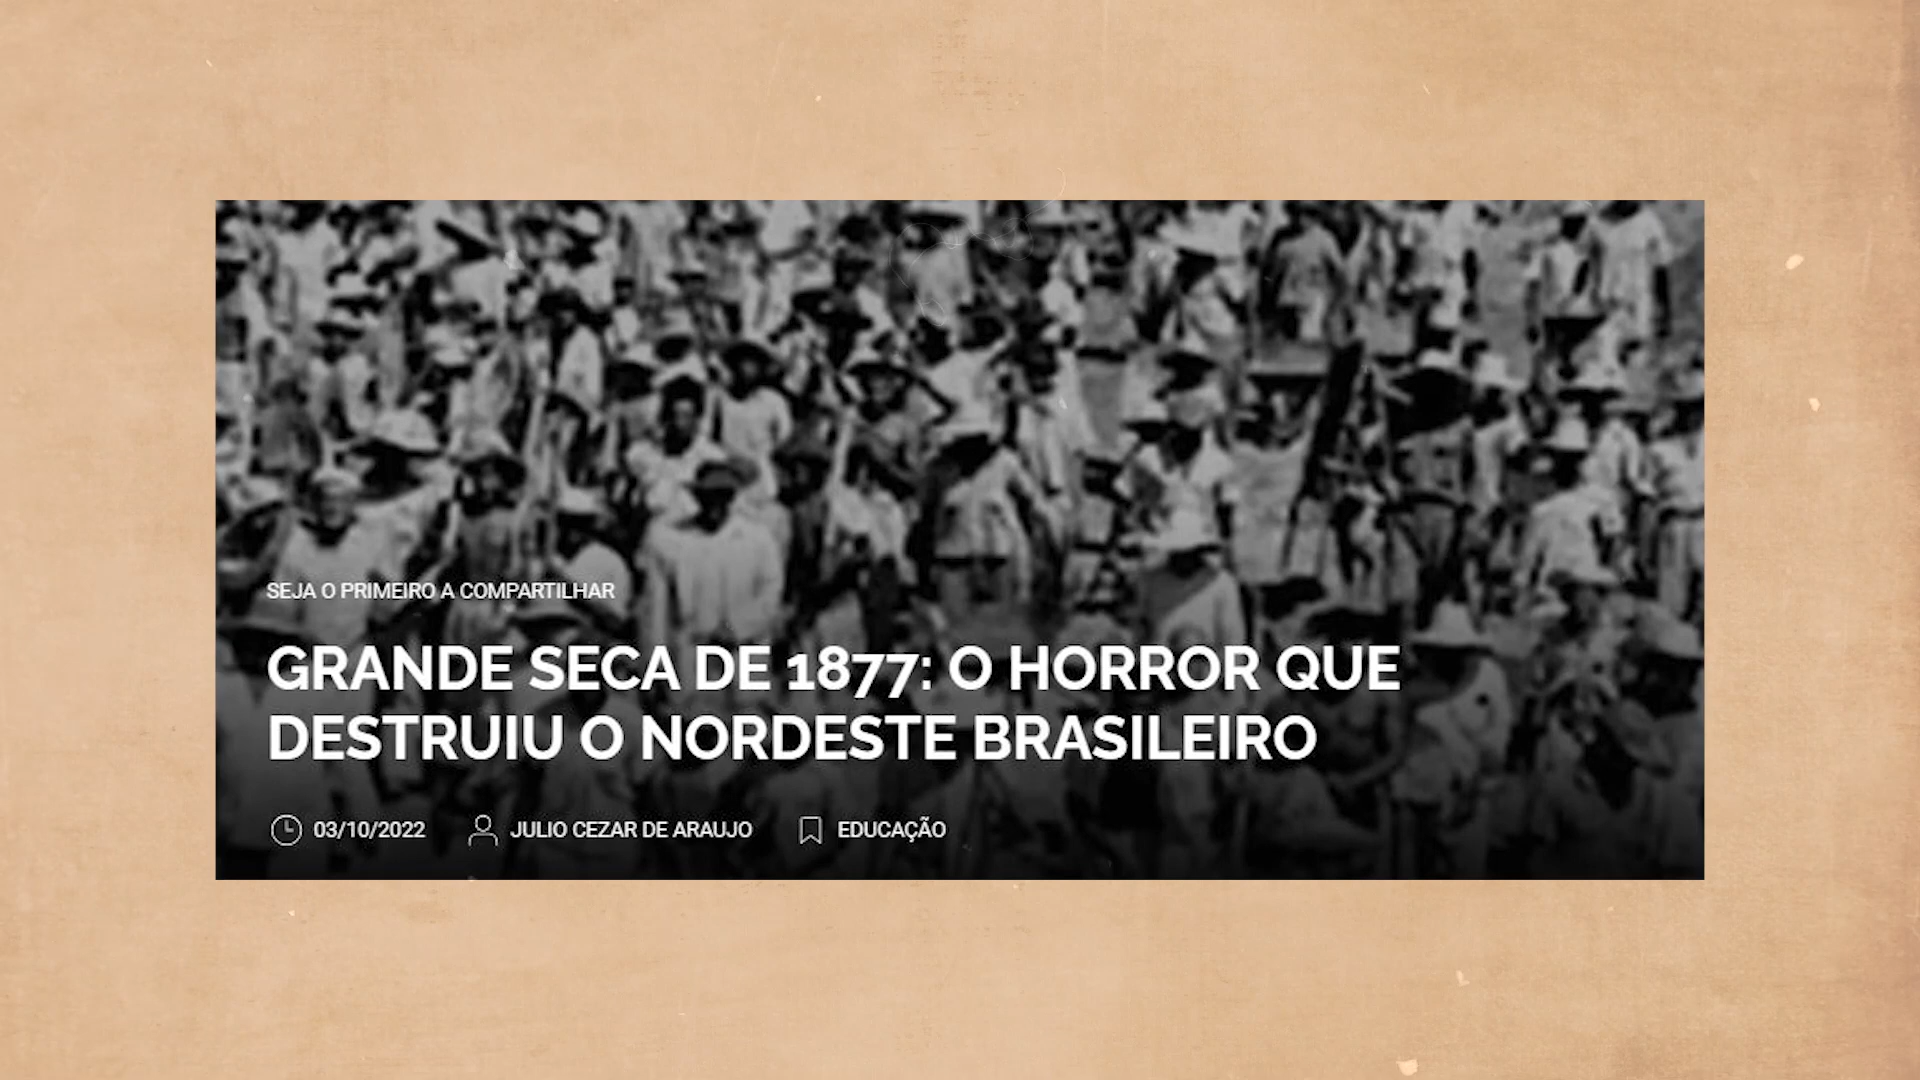 SEJA O PRIMEIRO A COMPARTILHAR
GRANDE SECA DE 1877: O HORROR QUE
DESTRUIU O NORDESTE BRASILEIRO
03/10/2022 JULIO CEZAR DE ARAUJO EDUCAÇÃO